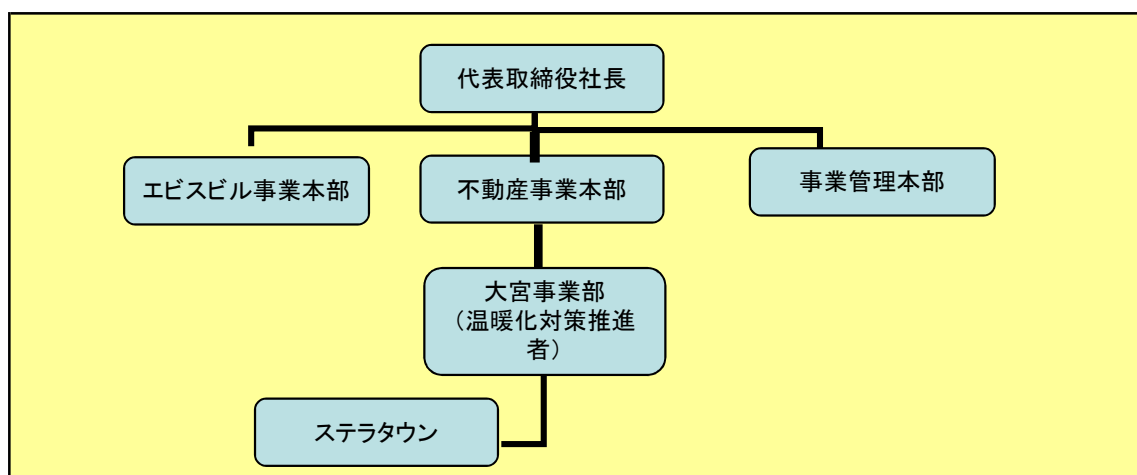 代表取締役社長
エビスビル事業本部
不動産事業本部
事業管理本部
大宮事業部
（温暖化対策推進
者）
ステラタウン